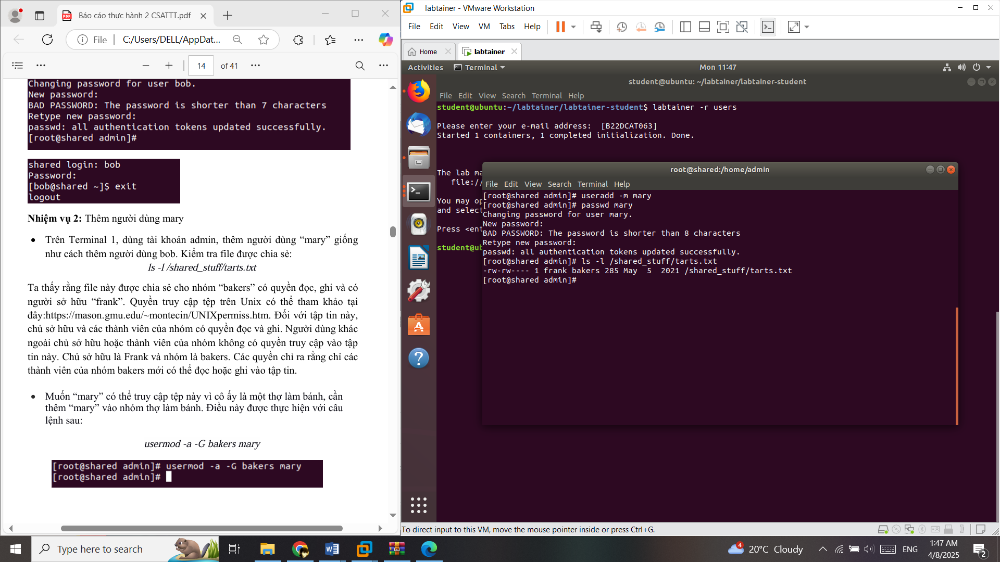 Báo cáo thực hành 2 CSATTT.pdf
File
C:/Users/DELL/AppDat...
14
of 41
Changing password for user bob.
New password:
BAD PASSWORD: The password is shorter than 7 characters
Retype new password:
passwd: all authentication tokens updated successfully.
[root@shared admin]#
shared login: bob
Password:
[bob@shared ~]$ exit
logout
Nhiệm vụ 2: Thêm người dùng mary
• Trên Terminal 1, dùng tài khoản admin, thêm người dùng “mary” giống
như cách thêm người dùng bob. Kiểm tra file được chia sẻ:
ls -l /shared_stuff/tarts.txt
Ta thấy rằng file này được chia sẻ cho nhóm “bakers” có quyền đọc, ghi và có
người sở hữu “frank”. Quyền truy cập tệp trên Unix có thể tham khảo tại
đây:https://mason.gmu.edu/~montecin/UNIXpermiss.htm. Đối với tập tin này,
chủ sở hữu và các thành viên của nhóm có quyền đọc và ghi. Người dùng khác
ngoài chủ sở hữu hoặc thành viên của nhóm không có quyền truy cập vào tập
tin này. Chủ sở hữu là Frank và nhóm là bakers. Các quyền chỉ ra rằng chỉ các
thành viên của nhóm bakers mới có thể đọc hoặc ghi vào tập tin.
• Muốn “mary” có thể truy cập tệp này vì cô ấy là một thợ làm bánh, cần
thêm “mary” vào nhóm thợ làm bánh. Điều này được thực hiện với câu
lệnh sau:
usermod -a -G bakers mary
[root@shared admin]# usermod -a -G bakers mary
[root@shared admin]#
labtainer - VMware Workstation
File Edit View VM Tabs Help
Home
labtainer
Activities
Terminal
Mon 11:47
student@ubuntu: ~/labtainer/labtainer-student
File Edit View Search Terminal Help
student@ubuntu:~/labtainer/labtainer-student$ labtainer -r users
Please enter your e-mail address: [B22DCAT063]
Started 1 containers, 1 completed initialization. Done.
The lab ma
file://
You may op
and select
Press <ent
student@ub
root@shared:/home/admin
File Edit View Search Terminal Help
[root@shared admin]# useradd -m mary
[root@shared admin]# passwd mary
Changing password for user mary.
New password:
BAD PASSWORD: The password is shorter than 8 characters
Retype new password:
passwd: all authentication tokens updated successfully.
[root@shared admin]# ls -l /shared_stuff/tarts.txt
-rw-rw---- 1 frank bakers 285 May  5  2021 /shared_stuff/tarts.txt
[root@shared admin]#
To direct input to this VM, move the mouse pointer inside or press Ctrl+G.
Type here to search
4
20°C Cloudy
ENG
1:47 AM
4/8/2025
2